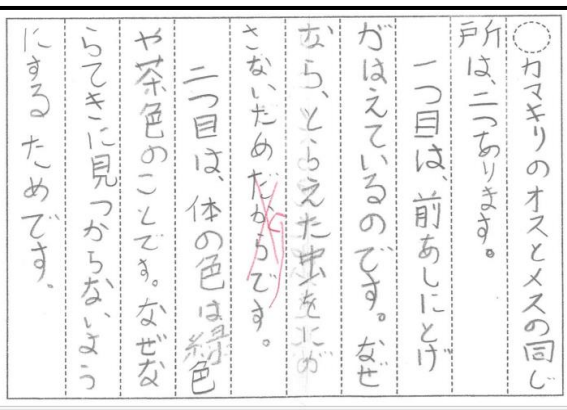 ○カマキリのオスとメスの同じ
所は、二つあります。
一つ目は、前あしにとげ
がはえているのです。なぜ
なら、とらえた虫をにが
さないためだからです。
二つ目は、体の色は緑色
や茶色のことです。なぜな
らてきに見つからないよう
にするためです、